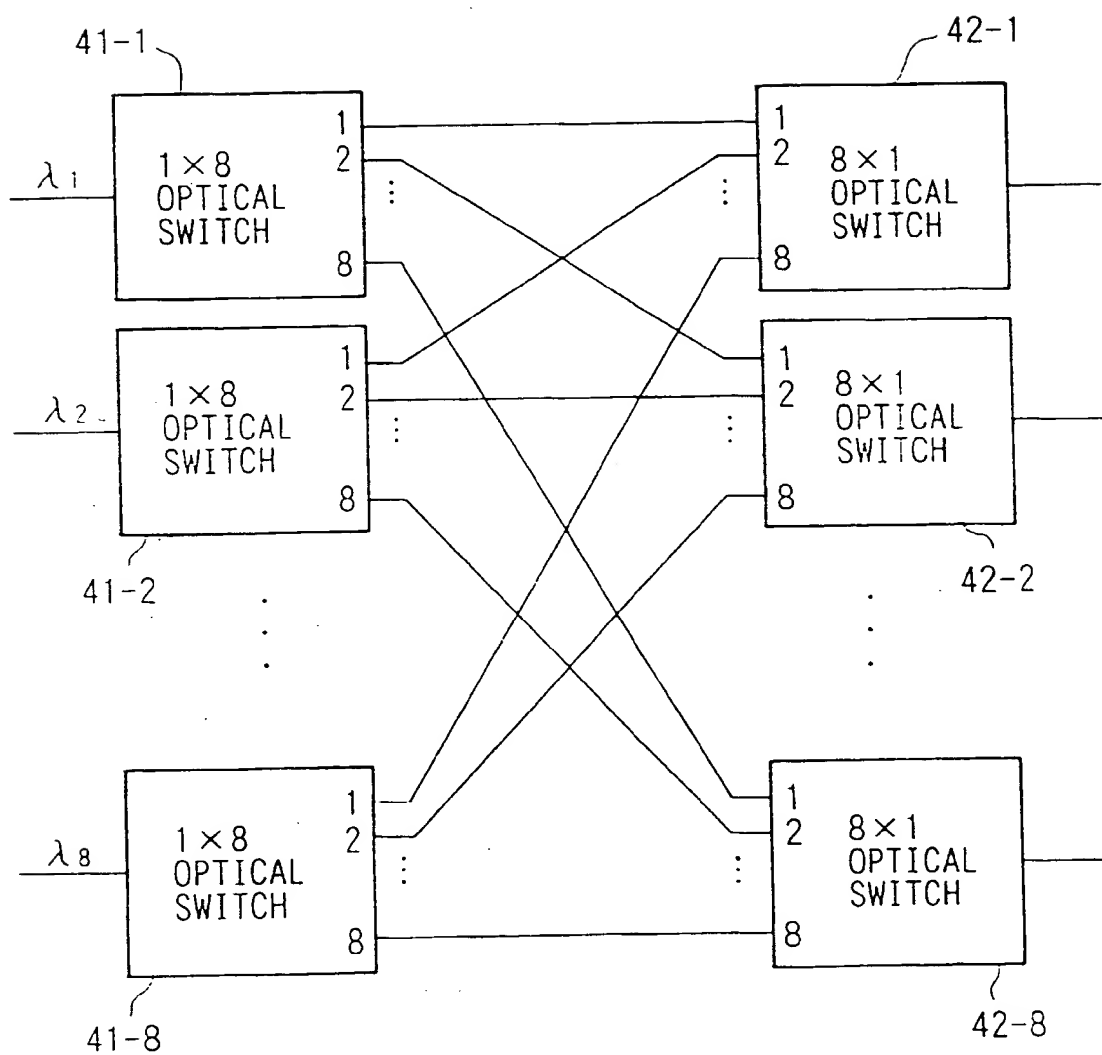 41-1
42-1
λ1
1×8
OPTICAL
SWITCH
1
2
8
1
2
8
8×1
OPTICAL
SWITCH
λ2
1×8
OPTICAL
SWITCH
1
2
8
1
2
8
8×1
OPTICAL
SWITCH
41-2
42-2
λ8
1×8
OPTICAL
SWITCH
1
2
8
1
2
8
8×1
OPTICAL
SWITCH
41-8
42-8